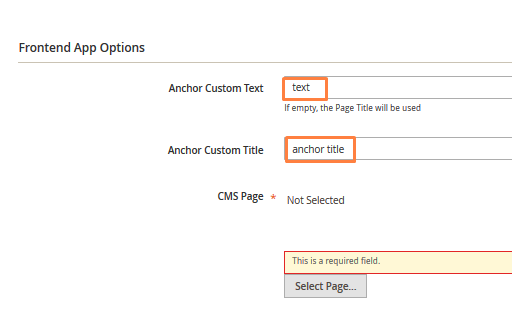 Frontend App Options
Anchor Custom Text text
If empty, the Page Title will be used
Anchor Custom Title anchor title
CMS Page * Not Selected
This is a required field.
Select Page...